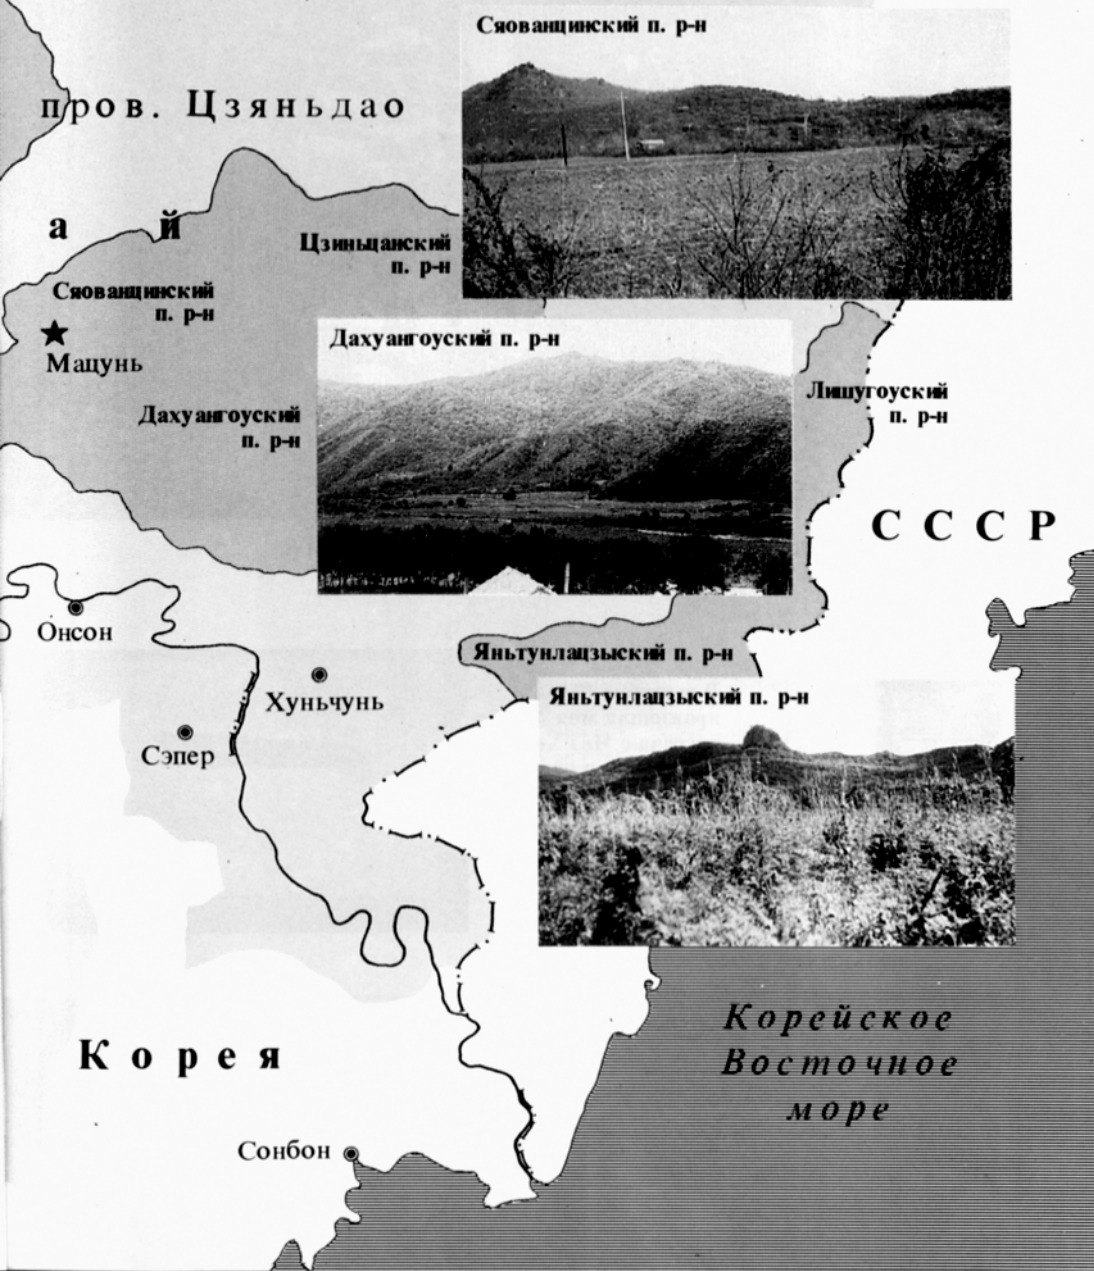 Сяованцинский п. р-н
пров. Цзяньдао
а й
Цзиньцанский
п. р-н
Сяованцинский
п. р-н
Мацунь
Дахуангоуский п. р-н
Дахуангоуский
п. р-н
Лишугоуский
п. р-н
СССР
Онсон
Яньтунлацзыский п. р-н
Хуньчунь
Яньтунлацзыский п. р-н
Сэпер
Корейское
Восточное
море
Корея
Сонбон